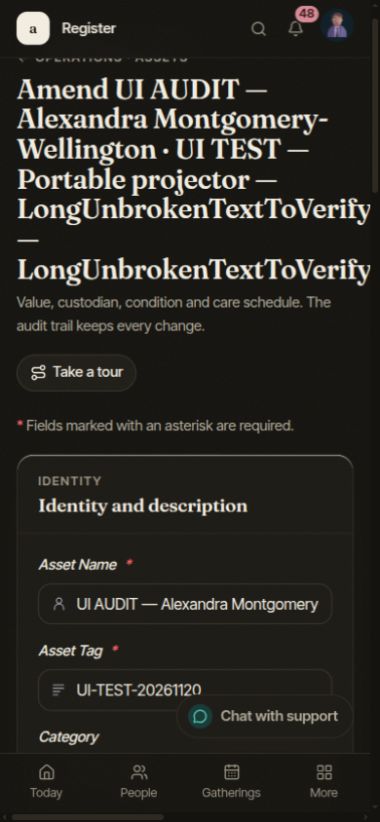 a Register 48
← OPERATIONS · ASSETS
Amend UI AUDIT —
Alexandra Montgomery-
Wellington · UI TEST —
Portable projector —
LongUnbrokenTextToVerify
—
LongUnbrokenTextToVerify
Value, custodian, condition and care schedule. The
audit trail keeps every change.
Take a tour
* Fields marked with an asterisk are required.
IDENTITY
Identity and description
Asset Name *
UI AUDIT — Alexandra Montgomery
Asset Tag *
UI-TEST-20261120
Chat with support
Category
Today People Gatherings More